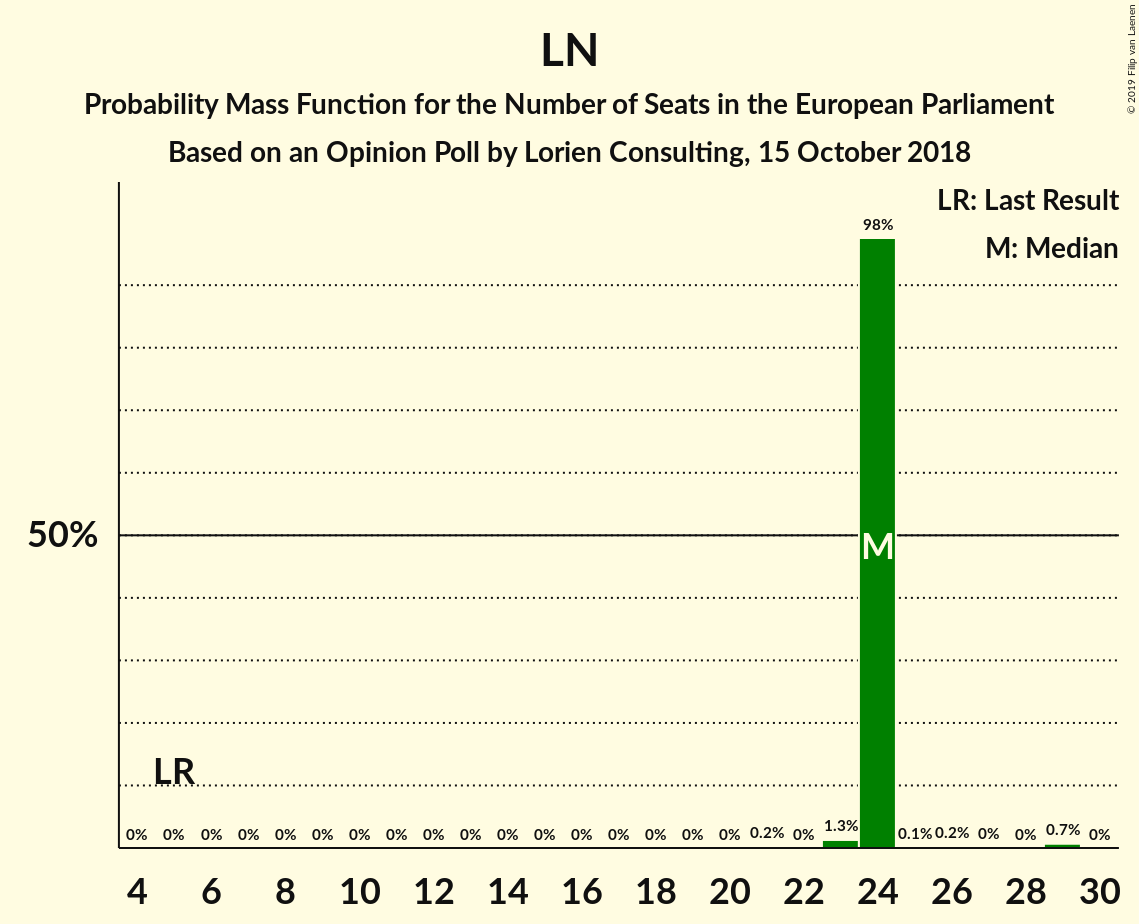 LN
Probability Mass Function for the Number of Seats in the European Parliament
Based on an Opinion Poll by Lorien Consulting, 15 October 2018
© 2019 Filip van Laenen
LR: Last Result
M: Median
98%
50%
M
LR
0% 0% 0% 0% 0% 0% 0% 0% 0% 0% 0% 0% 0% 0% 0% 0% 0% 0.2% 0% 1.3% 0.1% 0.2% 0% 0% 0.7% 0%
4 6 8 10 12 14 16 18 20 22 24 26 28 30